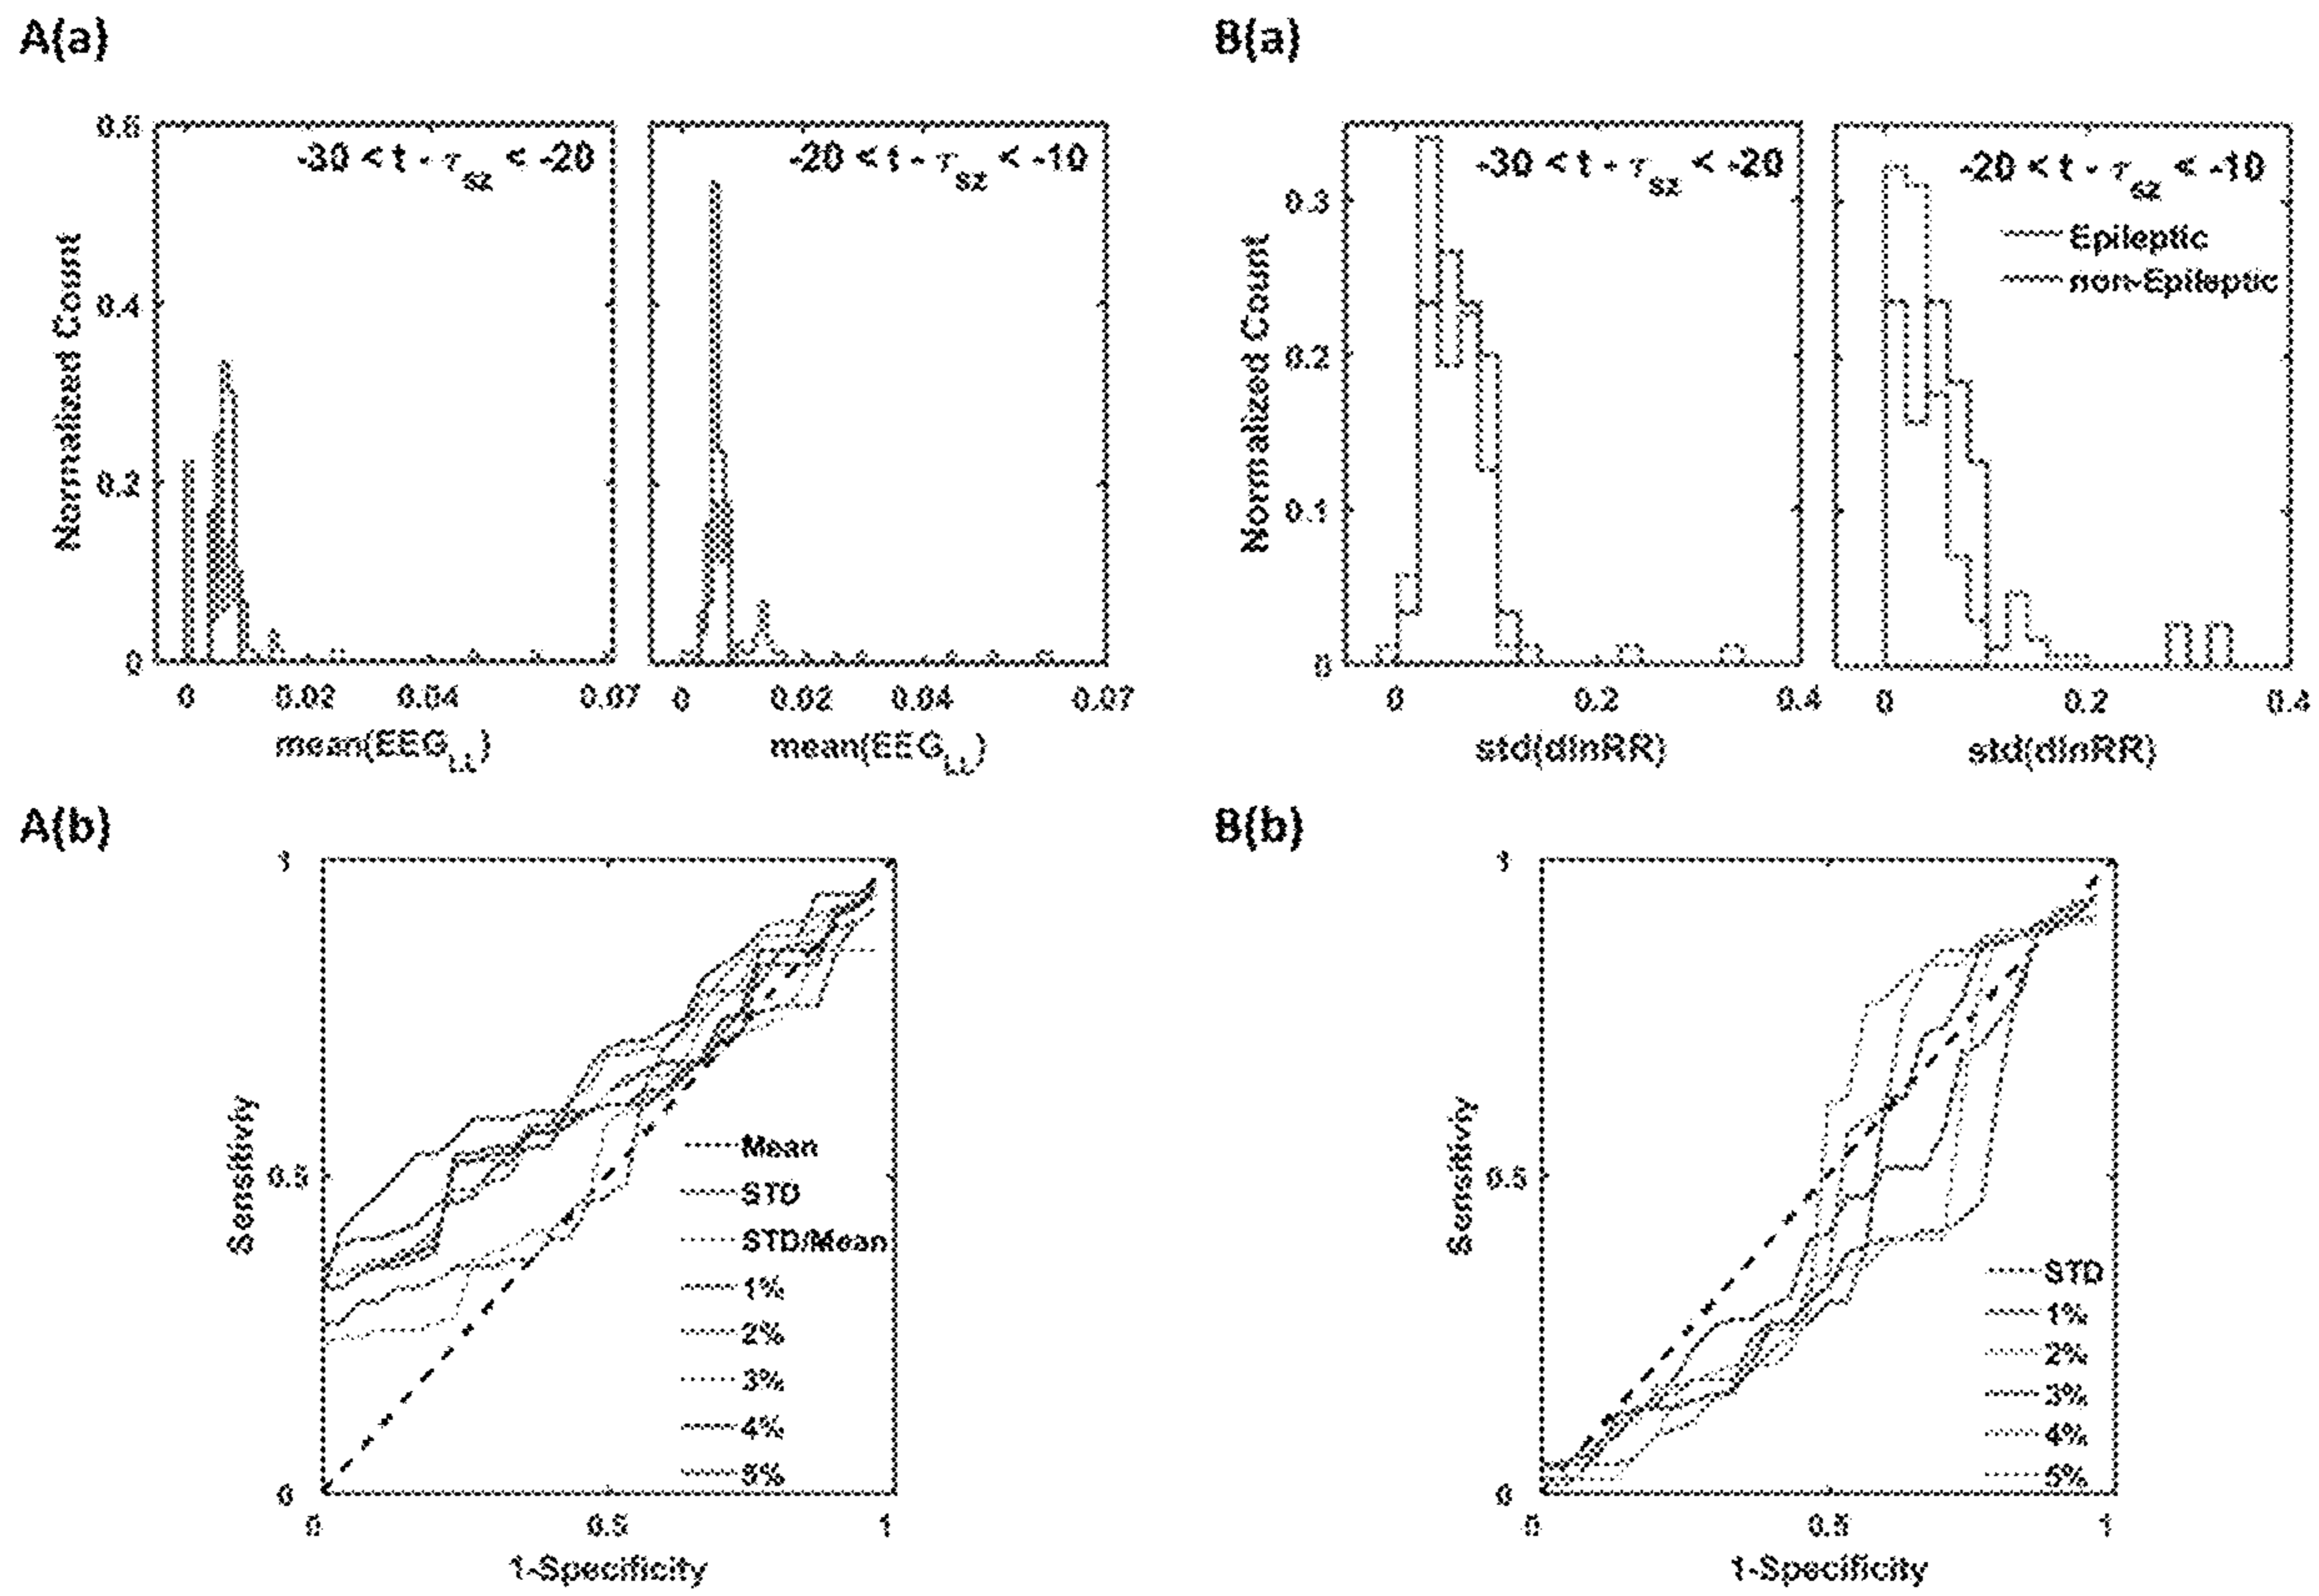 A(a)
B(a)
-30 < t - τsz < -20
-20 < t - τsz < -10
-30 < t - τsz < -20
-20 < t - τsz < -10
Epileptic
non-Epileptic
Normalised Count
0.6
0.4
0.2
0
0 0.02 0.04 0.07
0 0.02 0.04 0.07
mean(EEGLL)
mean(EEGLL)
Normalized Count
0.3
0.2
0.1
0
0 0.2 0.4
0 0.2 0.4
std(dlnRR)
std(dlnRR)
A(b)
B(b)
Sensitivity
1
0.5
0
Mean
STD
STD/Mean
1%
2%
3%
4%
5%
0 0.5 1
1-Specificity
Sensitivity
1
0.5
0
STD
1%
2%
3%
4%
5%
0 0.5 1
1-Specificity